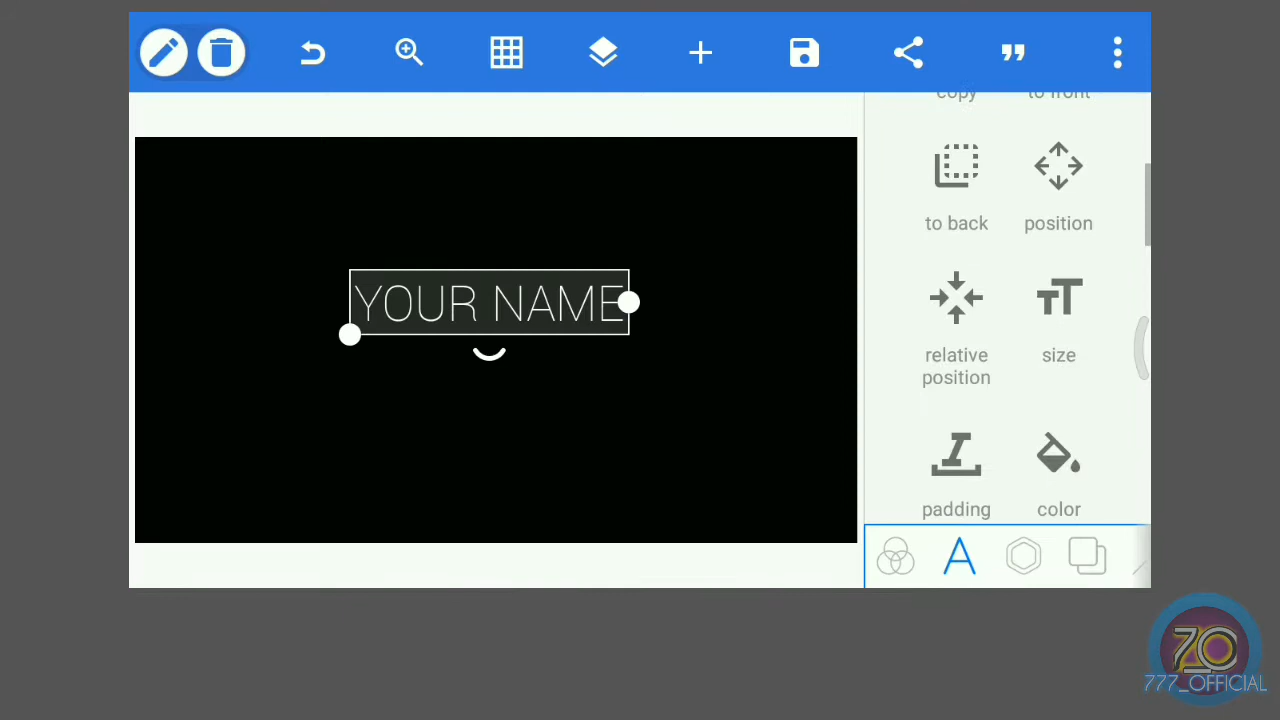 copy to front
to back position
YOUR NAME
relative position size
padding color
A
ZO
777_OFFICIAL